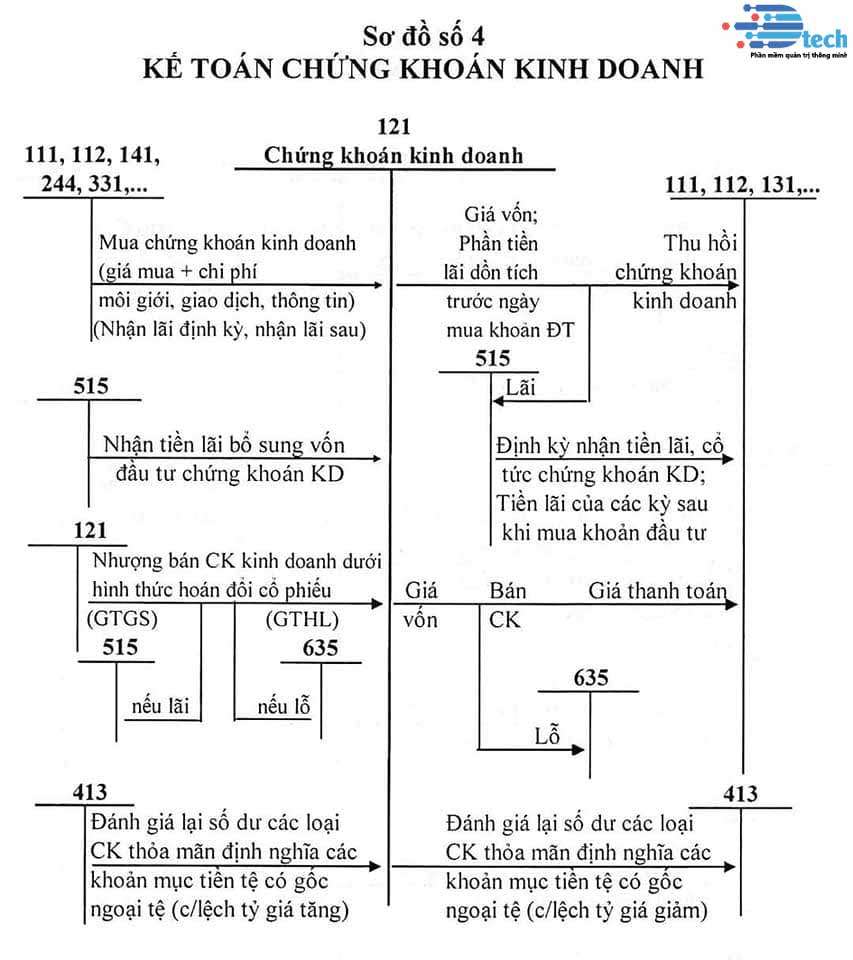 Dtech
Phần mềm quản trị thông minh
Sơ đồ số 4
KẾ TOÁN CHỨNG KHOÁN KINH DOANH
121
Chứng khoán kinh doanh
111, 112, 141,
244, 331,...
111, 112, 131,...
Mua chứng khoán kinh doanh
(giá mua + chi phí
môi giới, giao dịch, thông tin)
(Nhận lãi định kỳ, nhận lãi sau)
Giá vốn;
Phần tiền
lãi dồn tích
trước ngày
mua khoản ĐT
Thu hồi
chứng khoán
kinh doanh
515
Lãi
515
Nhận tiền lãi bổ sung vốn
đầu tư chứng khoán KD
Định kỳ nhận tiền lãi, cổ
tức chứng khoán KD;
Tiền lãi của các kỳ sau
khi mua khoản đầu tư
121
Nhượng bán CK kinh doanh dưới
hình thức hoán đổi cổ phiếu
(GTGS) (GTHL)
515
nếu lãi
635
nếu lỗ
Giá
vốn
Bán
CK
Giá thanh toán
635
Lỗ
413
Đánh giá lại số dư các loại
CK thỏa mãn định nghĩa các
khoản mục tiền tệ có gốc
ngoại tệ (c/lệch tỷ giá tăng)
413
Đánh giá lại số dư các loại
CK thỏa mãn định nghĩa các
khoản mục tiền tệ có gốc
ngoại tệ (c/lệch tỷ giá giảm)